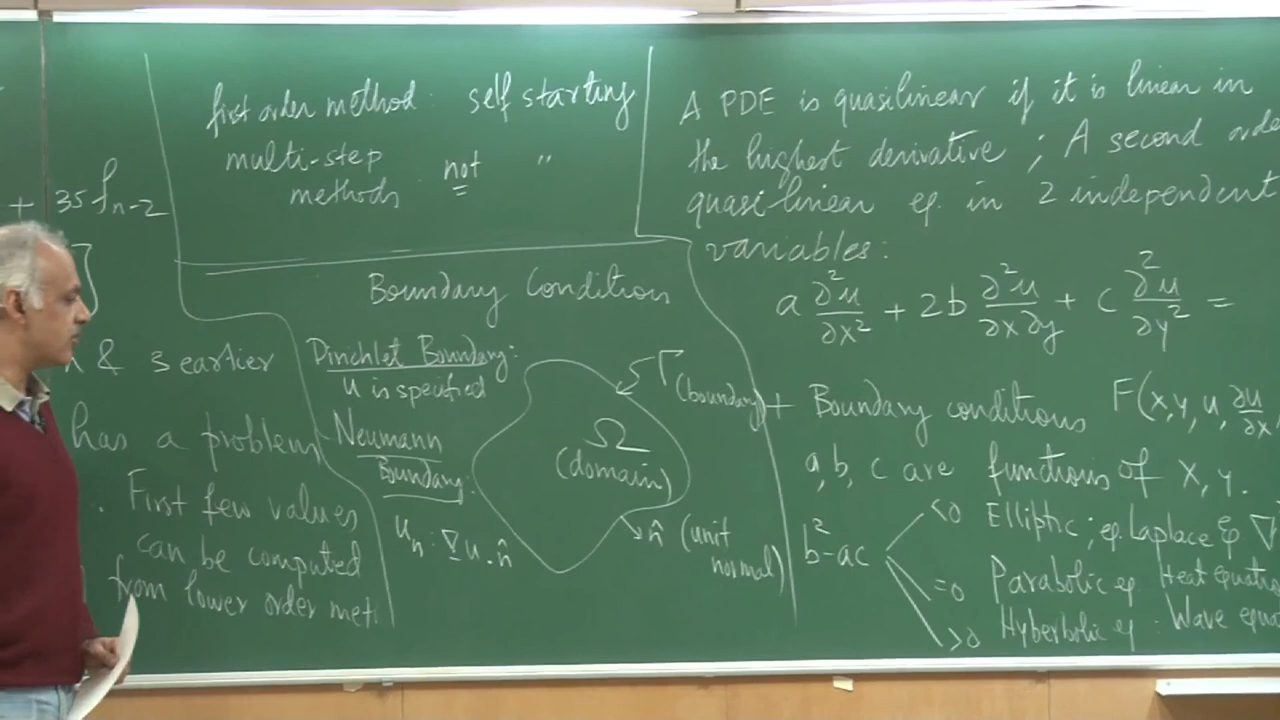 + 35 f_{n-2}
]
& 3 earlier
has a problem
. First few values
can be computed
from lower order met
first order method: self starting
multi-step not "
methods
Boundary Condition
Dirichlet Boundary:
u is specified
Neumann
Boundary:
u_n : ∇u . n̂
Γ
(boundary)
Ω
(domain)
n̂ (unit
normal)
A PDE is quasilinear if it is linear in
the highest derivative ; A second orde
quasilinear eq. in 2 independent
variables:
a ∂²u/∂x² + 2b ∂²u/∂x∂y + c ∂²u/∂y² =
+ Boundary conditions F(x, y, u, ∂u/∂x,
a, b, c are functions of x, y.
b²-ac
<0 Elliptic ; eg. Laplace eq ∇
=0 Parabolic eg. Heat equatio
>0 Hyberbolic eg : Wave equa